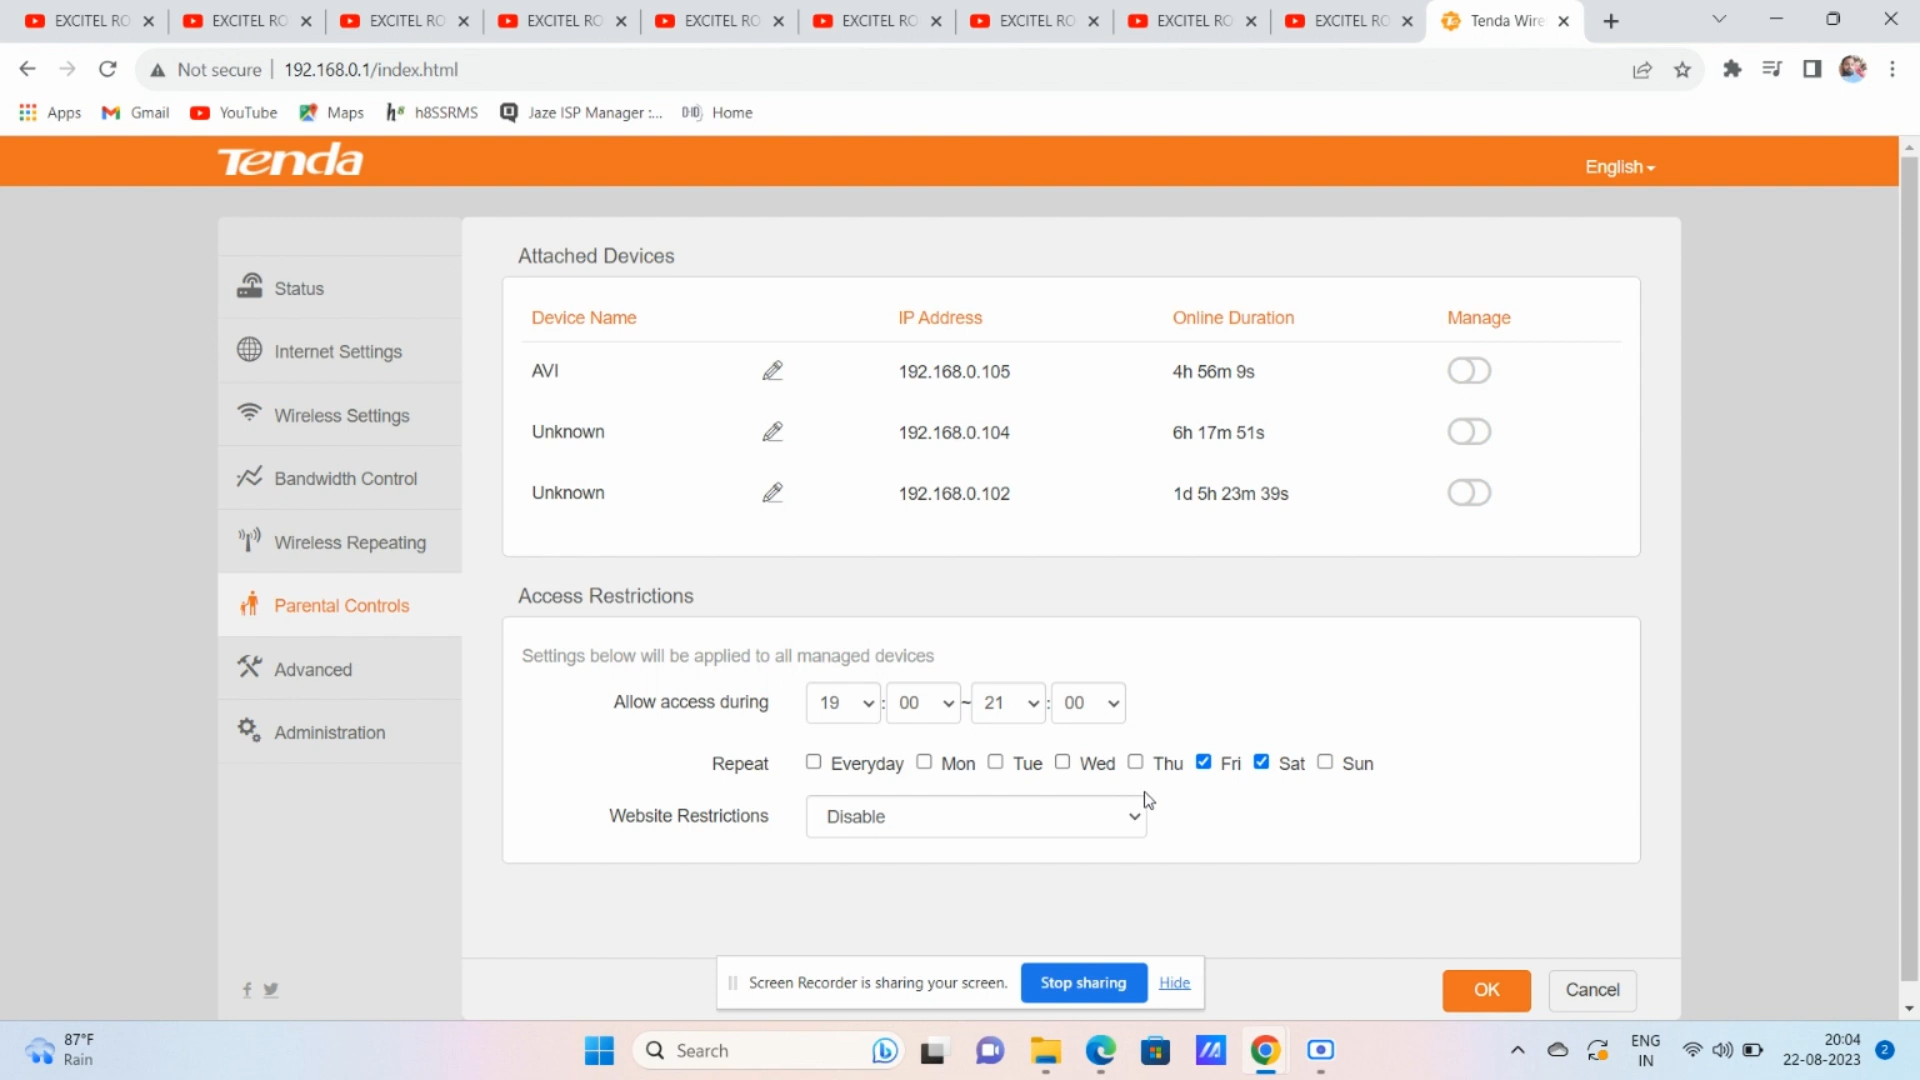 EXCITEL RO EXCITEL RO EXCITEL RO EXCITEL RO EXCITEL RO EXCITEL RO EXCITEL RO EXCITEL RO EXCITEL RO Tenda Wire
Not secure 192.168.0.1/index.html
Apps Gmail YouTube Maps h8SSRMS Jaze ISP Manager :... Home
Tenda English
Attached Devices
Status
Internet Settings
Wireless Settings
Bandwidth Control
Wireless Repeating
Parental Controls
Advanced
Administration
Device Name IP Address Online Duration Manage
AVI 192.168.0.105 4h 56m 9s
Unknown 192.168.0.104 6h 17m 51s
Unknown 192.168.0.102 1d 5h 23m 39s
Access Restrictions
Settings below will be applied to all managed devices
Allow access during 19 : 00 ~ 21 : 00
Repeat Everyday Mon Tue Wed Thu Fri Sat Sun
Website Restrictions Disable
Screen Recorder is sharing your screen. Stop sharing Hide
OK Cancel
87°F
Rain
Search
ENG
IN
20:04
22-08-2023
2